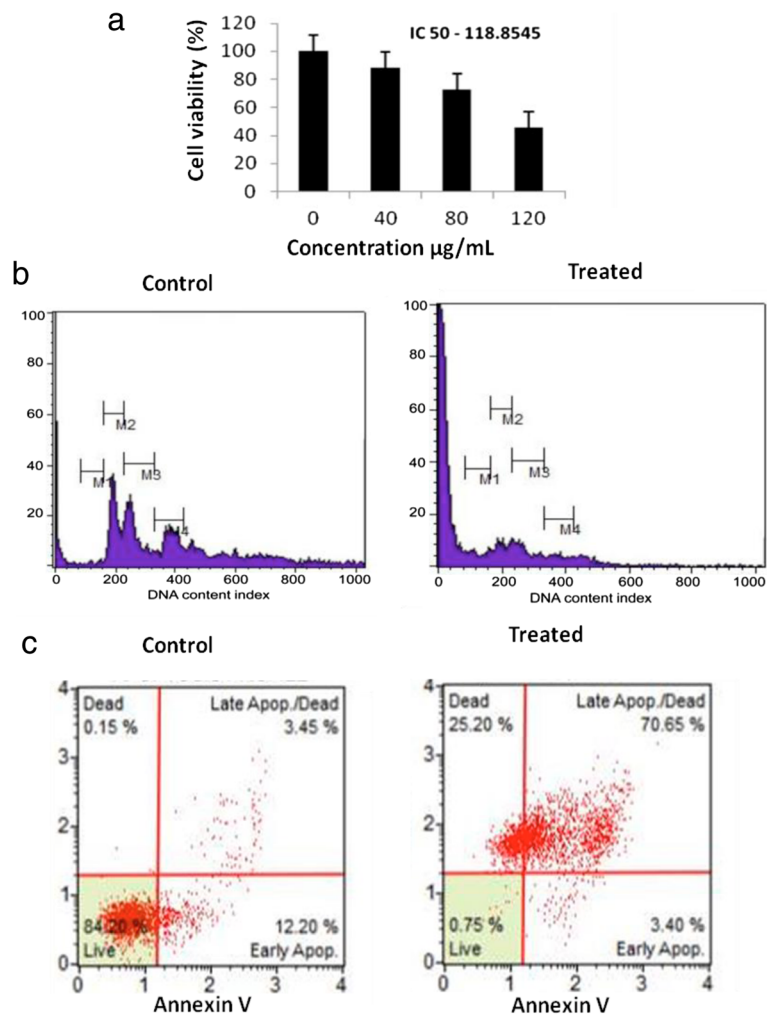 a
IC 50 - 118.8545
Cell viability (%)
120
100
80
60
40
20
0
0 40 80 120
Concentration µg/mL
b
Control
100
80
60
40
20
M2
M1
M3
4
0 200 400 600 800 1000
DNA content index
Treated
100
80
60
40
20
M2
M1
M3
M4
0 200 400 600 800 1000
DNA content index
c
Control
4
3
2
1
0
Dead
0.15 %
Late Apop./Dead
3.45 %
84.20 %
Live
12.20 %
Early Apop.
0 1 2 3 4
Annexin V
Treated
4
3
2
1
0
Dead
25.20 %
Late Apop./Dead
70.65 %
0.75 %
Live
3.40 %
Early Apop.
0 1 2 3 4
Annexin V